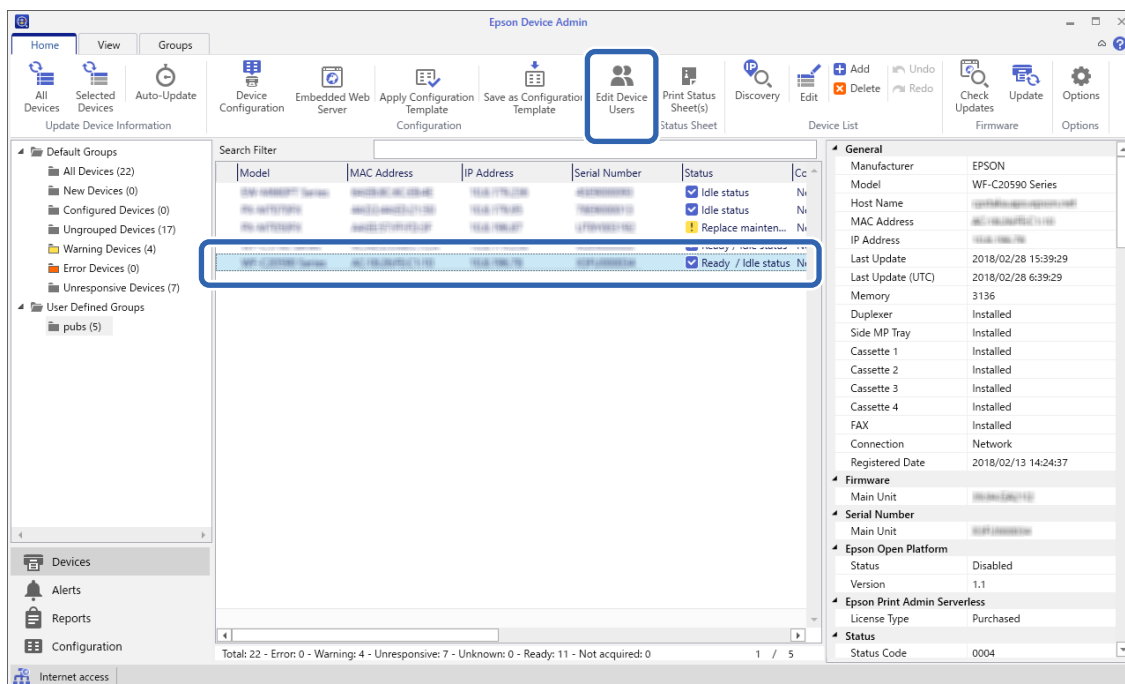 Epson Device Admin
Home View Groups
All Devices
Selected Devices
Auto-Update
Update Device Information
Device Configuration
Embedded Web Server
Apply Configuration Template
Save as Configuration Template
Edit Device Users
Configuration
Print Status Sheet(s)
Status Sheet
Discovery
Edit
Add
Delete
Undo
Redo
Device List
Check Updates
Update
Firmware
Options
Options
Default Groups
All Devices (22)
New Devices (0)
Configured Devices (0)
Ungrouped Devices (17)
Warning Devices (4)
Error Devices (0)
Unresponsive Devices (7)
User Defined Groups
pubs (5)
Devices
Alerts
Reports
Configuration
Internet access
Search Filter
Model MAC Address IP Address Serial Number Status Cc
Idle status
Idle status
Replace mainten...
Ready / Idle status
Ready / Idle status
Total: 22 - Error: 0 - Warning: 4 - Unresponsive: 7 - Unknown: 0 - Ready: 11 - Not acquired: 0 1 / 5
General
Manufacturer EPSON
Model WF-C20590 Series
Host Name
MAC Address
IP Address
Last Update 2018/02/28 15:39:29
Last Update (UTC) 2018/02/28 6:39:29
Memory 3136
Duplexer Installed
Side MP Tray Installed
Cassette 1 Installed
Cassette 2 Installed
Cassette 3 Installed
Cassette 4 Installed
FAX Installed
Connection Network
Registered Date 2018/02/13 14:24:37
Firmware
Main Unit
Serial Number
Main Unit
Epson Open Platform
Status Disabled
Version 1.1
Epson Print Admin Serverless
License Type Purchased
Status
Status Code 0004